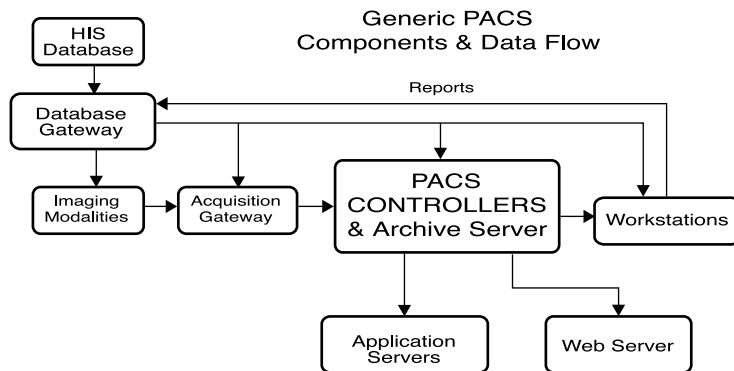 Generic PACS
Components & Data Flow
HIS
Database
Reports
Database
Gateway
Imaging
Modalities
Acquisition
Gateway
PACS
CONTROLLERS
& Archive Server
Workstations
Application
Servers
Web Server